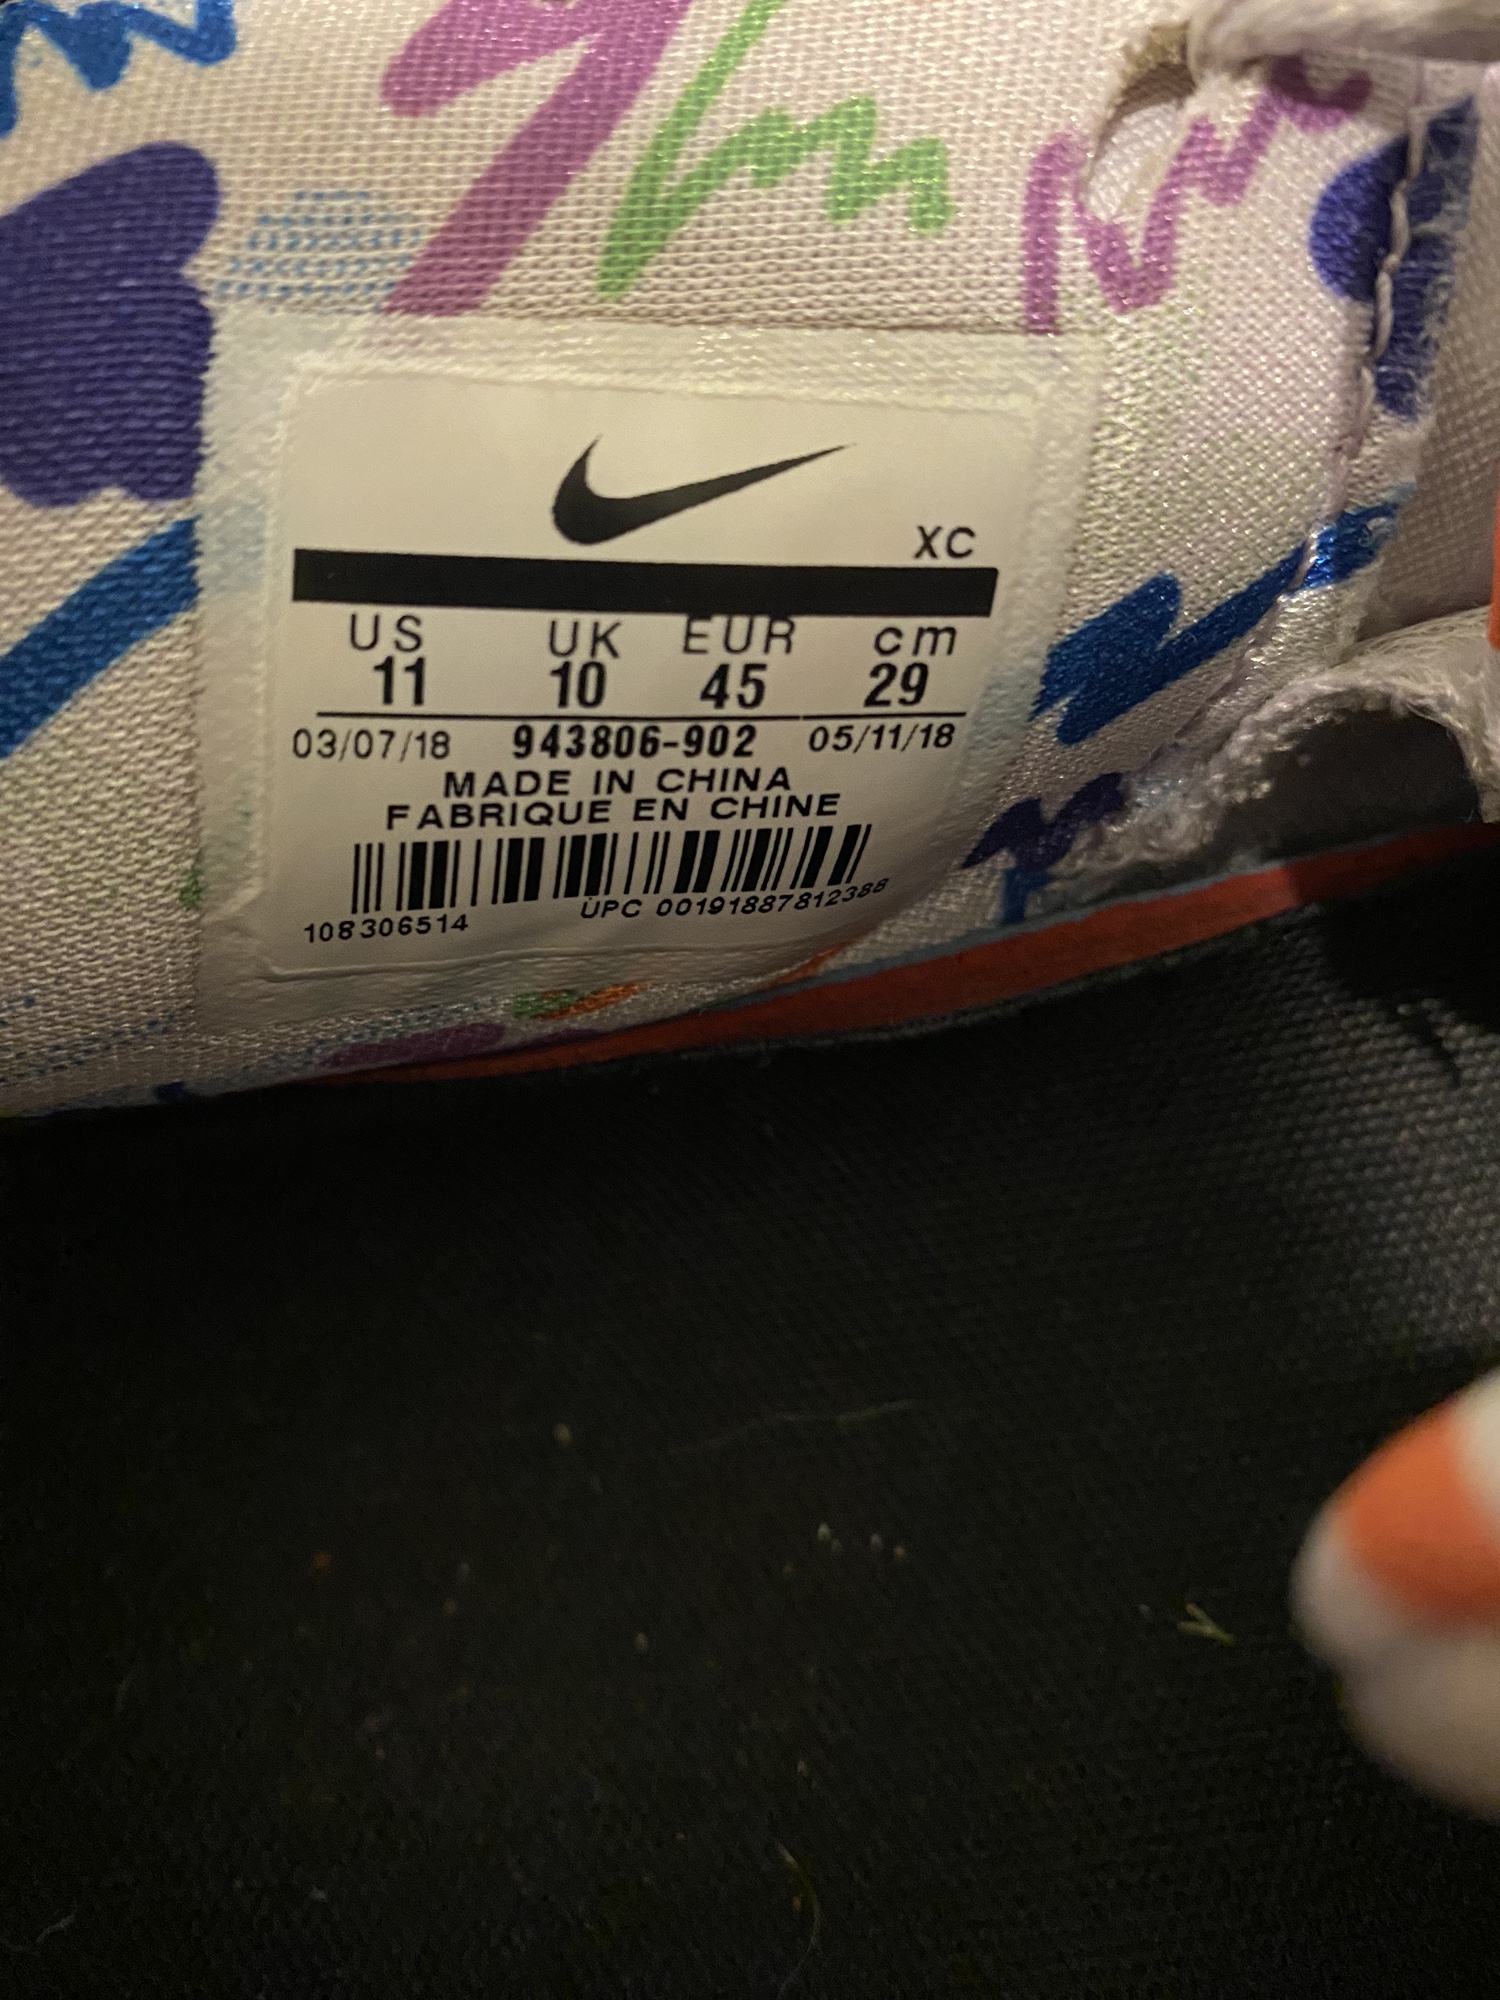 XC
US UK EUR cm
11 10 45 29
03/07/18 943806-902 05/11/18
MADE IN CHINA
FABRIQUE EN CHINE
108306514 UPC 00191887812388